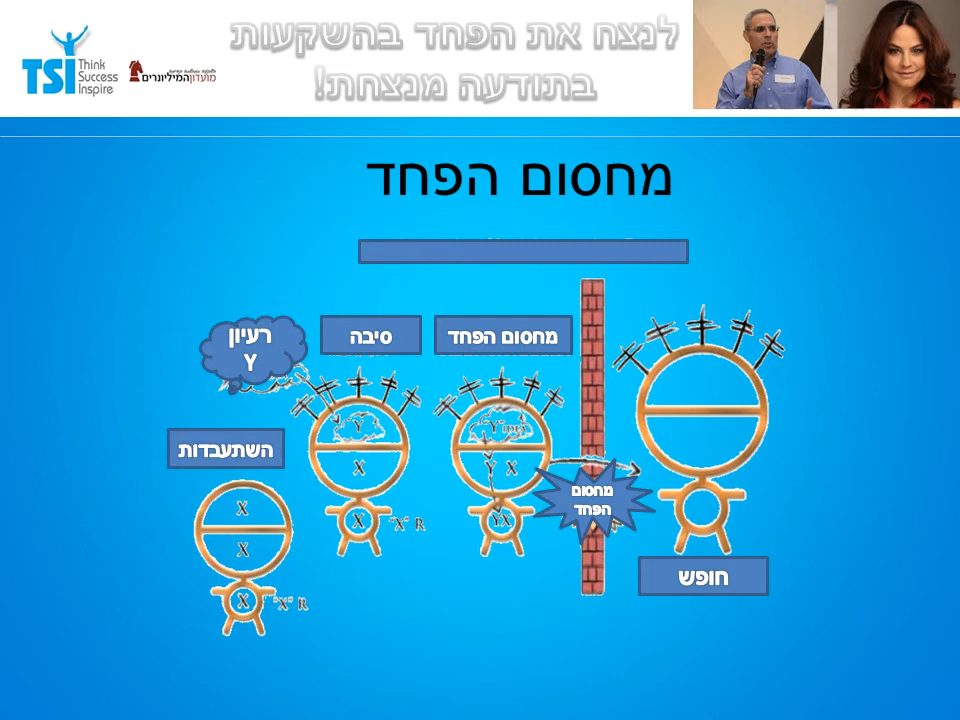 לנצח את הפחד בהשקעות
בתודעה מנצחת!
TSI Think
Success
Inspire
מועדון המיליונרים
מחסום הפחד
רעיון
Y
סיבה
מחסום הפחד
השתעבדות
Y
X
X
"X" R
"Y" IDEA
Y X
YX
מחסום
הפחד
X
X
X
"X" R
חופש